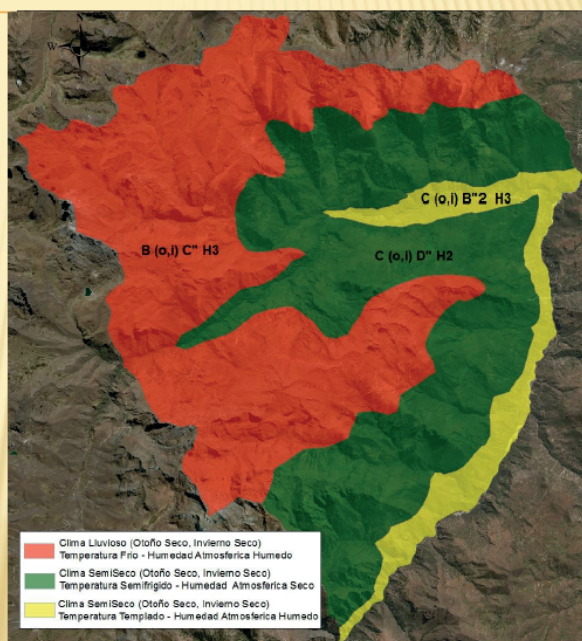 W
C (o,i) B"2 H3
B (o,i) C" H3
C (o,i) D" H2
Clima Lluvioso (Otoño Seco, Invierno Seco)
Temperatura Frio - Humedad Atmosferica Humedo
Clima SemiSeco (Otoño Seco, Invierno Seco)
Temperatura Semifrigido - Humedad Atmosferica Seco
Clima SemiSeco (Otoño Seco, Invierno Seco)
Temperatura Templado - Humedad Atmosferica Humedo